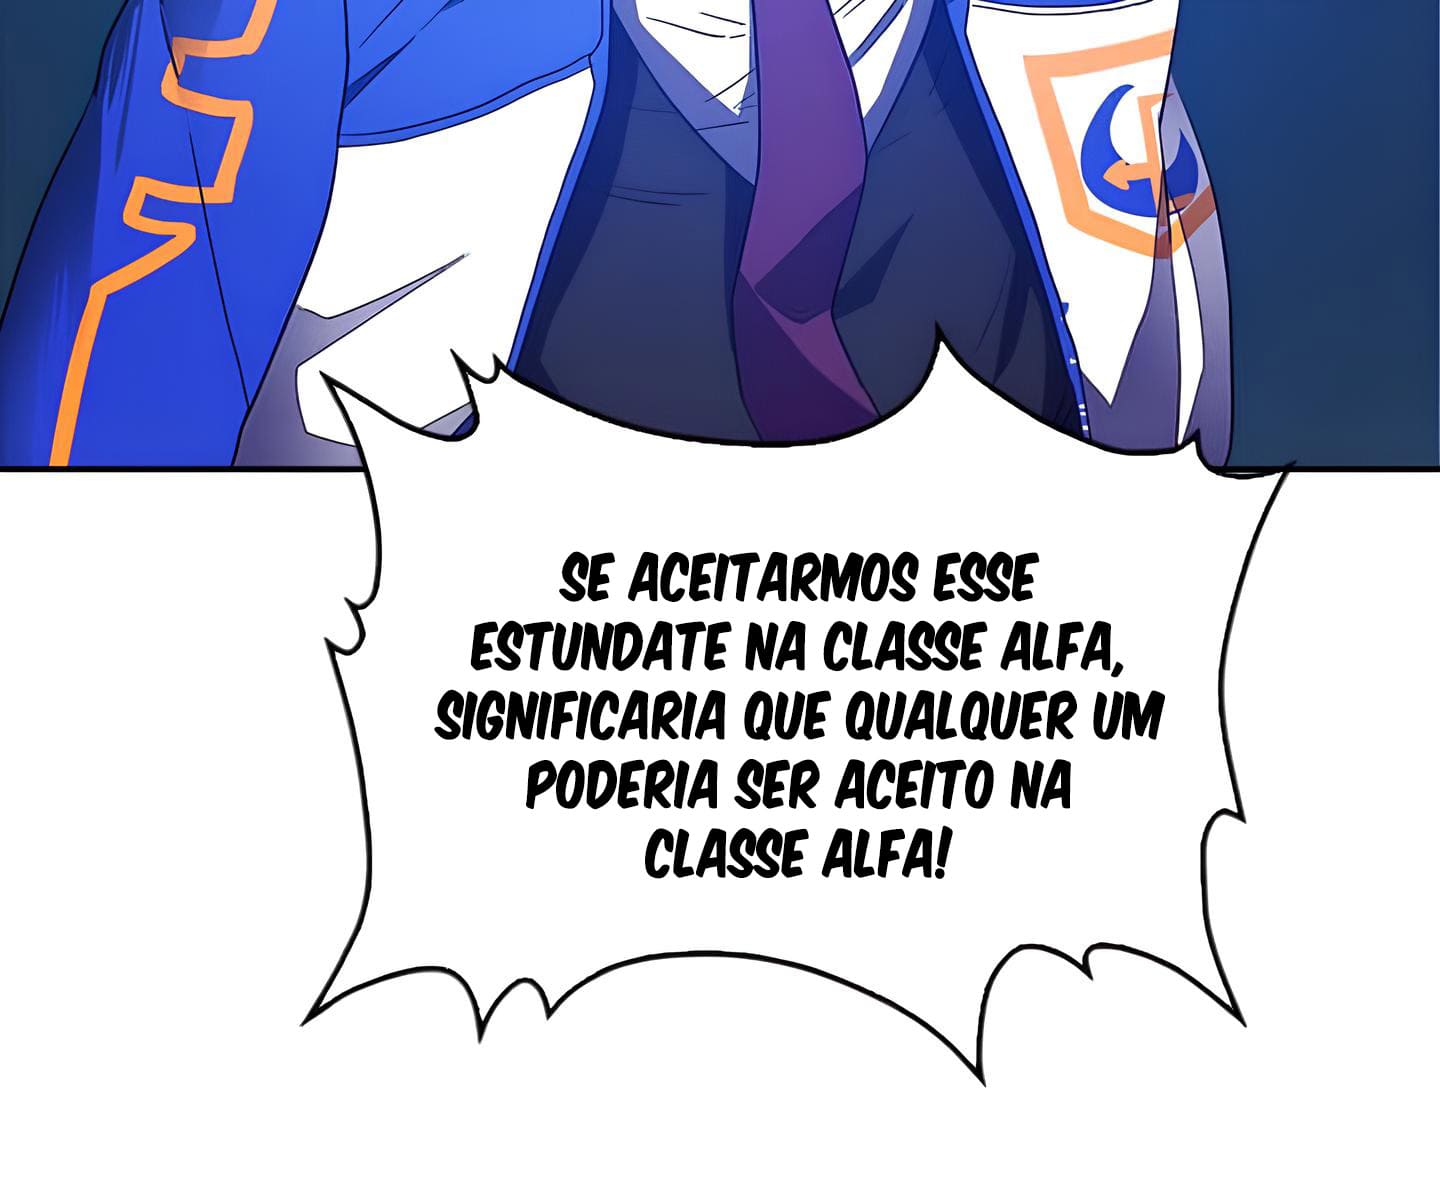 SE ACEITARMOS ESSE
ESTUNDATE NA CLASSE ALFA,
SIGNIFICARIA QUE QUALQUER UM
PODERIA SER ACEITO NA
CLASSE ALFA!